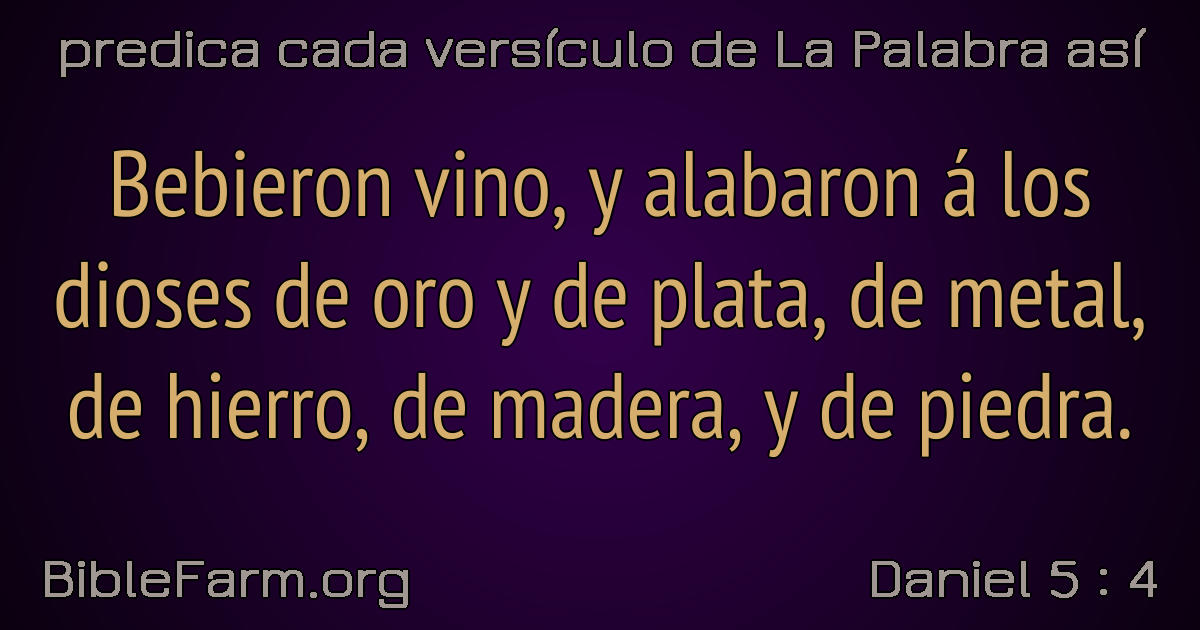 predica cada versículo de La Palabra así
Bebieron vino, y alabaron á los
dioses de oro y de plata, de metal,
de hierro, de madera, y de piedra.
BibleFarm.org
Daniel 5 : 4